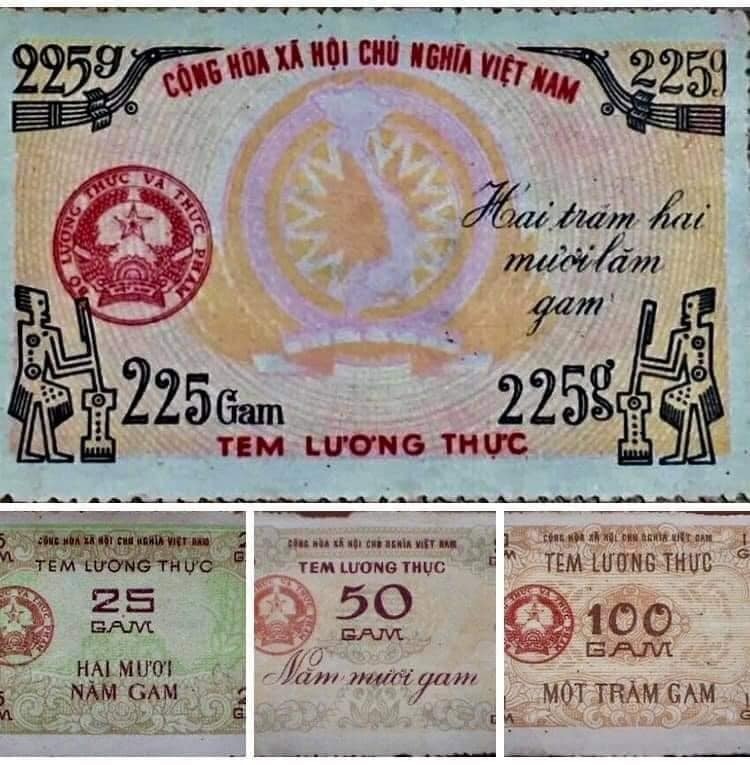 225g
CỘNG HÒA XÃ HỘI CHỦ NGHĨA VIỆT NAM
225g
SỞ LƯƠNG THỰC VÀ THỰC PHẨM
Hai trăm hai
mươi lăm
gam
225 Gam
225g
TEM LƯƠNG THỰC
CỘNG HÒA XÃ HỘI CHỦ NGHĨA VIỆT NAM
TEM LƯƠNG THỰC
25
GAM
HAI MƯƠI
NĂM GAM
CỘNG HÒA XÃ HỘI CHỦ NGHĨA VIỆT NAM
TEM LƯƠNG THỰC
50
GAM
Năm mươi gam
CỘNG HÒA XÃ HỘI CHỦ NGHĨA VIỆT NAM
TEM LƯƠNG THỰC
100
GAM
MỘT TRĂM GAM